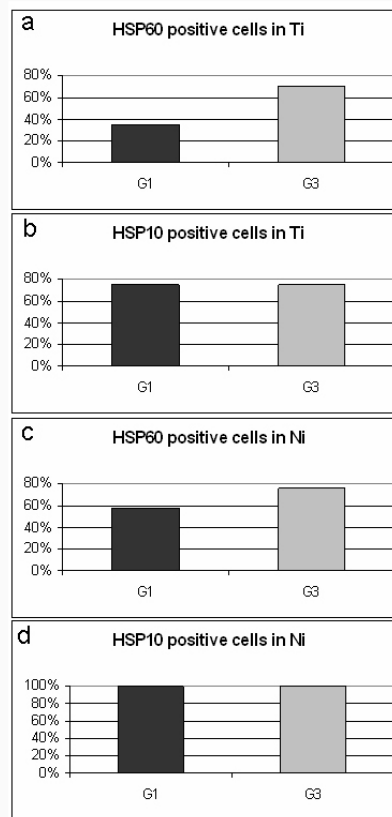 a
HSP60 positive cells in Ti
80%
60%
40%
20%
0%
G1 G3
b
HSP10 positive cells in Ti
80%
60%
40%
20%
0%
G1 G3
c
HSP60 positive cells in Ni
80%
60%
40%
20%
0%
G1 G3
d
HSP10 positive cells in Ni
100%
80%
60%
40%
20%
0%
G1 G3